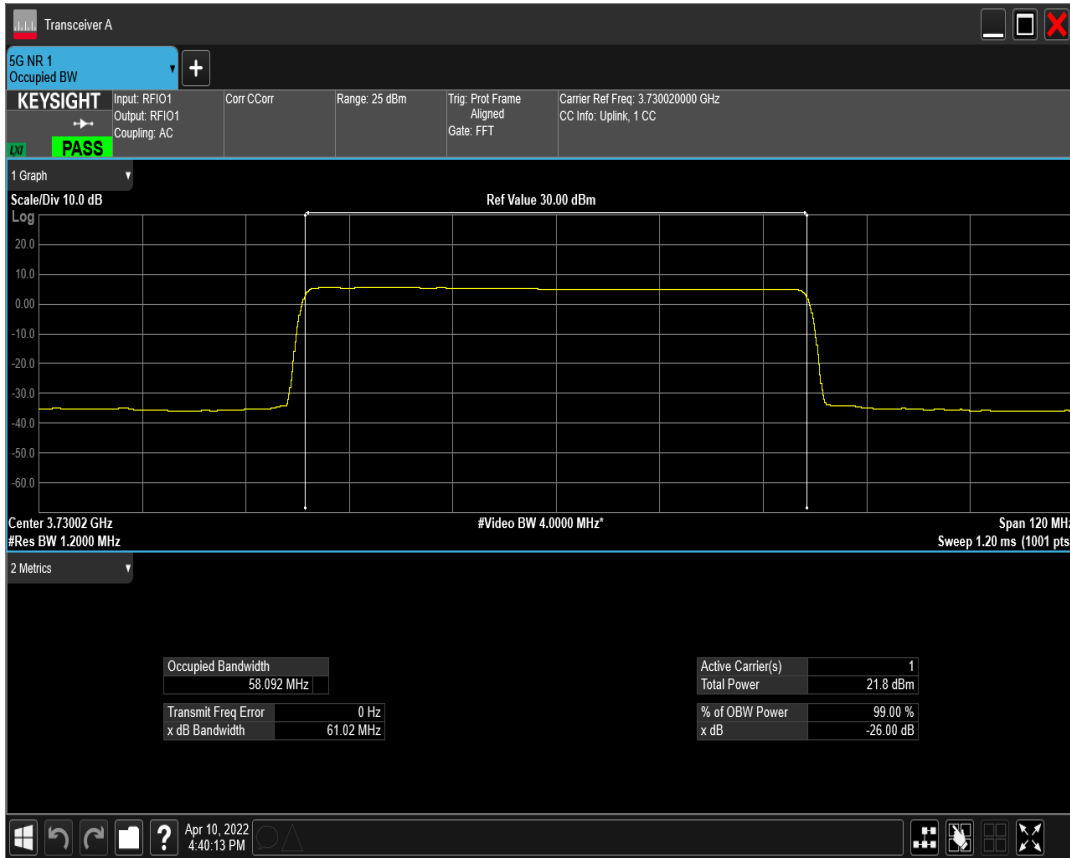 Transceiver A
5G NR 1
Occupied BW
+
KEYSIGHT
LXI
PASS
Input: RFIO1
Output: RFIO1
Coupling: AC
Corr CCorr
Range: 25 dBm
Trig: Prot Frame
Aligned
Gate: FFT
Carrier Ref Freq: 3.730020000 GHz
CC Info: Uplink, 1 CC
1 Graph
Scale/Div 10.0 dB
Ref Value 30.00 dBm
Log
20.0
10.0
0.00
-10.0
-20.0
-30.0
-40.0
-50.0
-60.0
Center 3.73002 GHz
#Video BW 4.0000 MHz*
Span 120 MHz
#Res BW 1.2000 MHz
Sweep 1.20 ms (1001 pts
2 Metrics
Occupied Bandwidth
58.092 MHz
Transmit Freq Error 0 Hz
x dB Bandwidth 61.02 MHz
Active Carrier(s) 1
Total Power 21.8 dBm
% of OBW Power 99.00 %
x dB -26.00 dB
?
Apr 10, 2022
4:40:13 PM